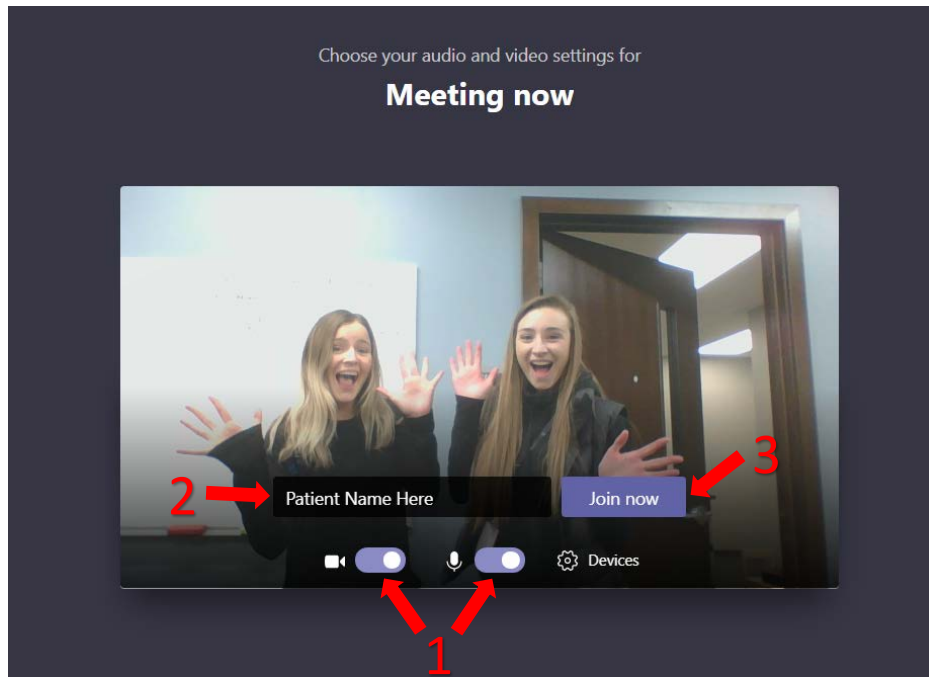 Choose your audio and video settings for
Meeting now
2
Patient Name Here
Join now
3
Devices
1